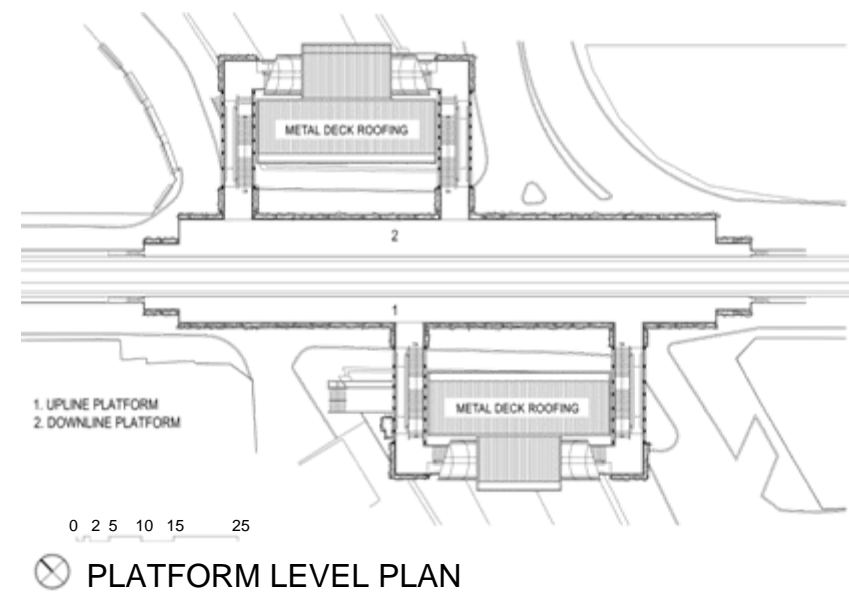 METAL DECK ROOFING
2
1
METAL DECK ROOFING
1. UPLINE PLATFORM
2. DOWNLINE PLATFORM
0 2 5 10 15 25
PLATFORM LEVEL PLAN